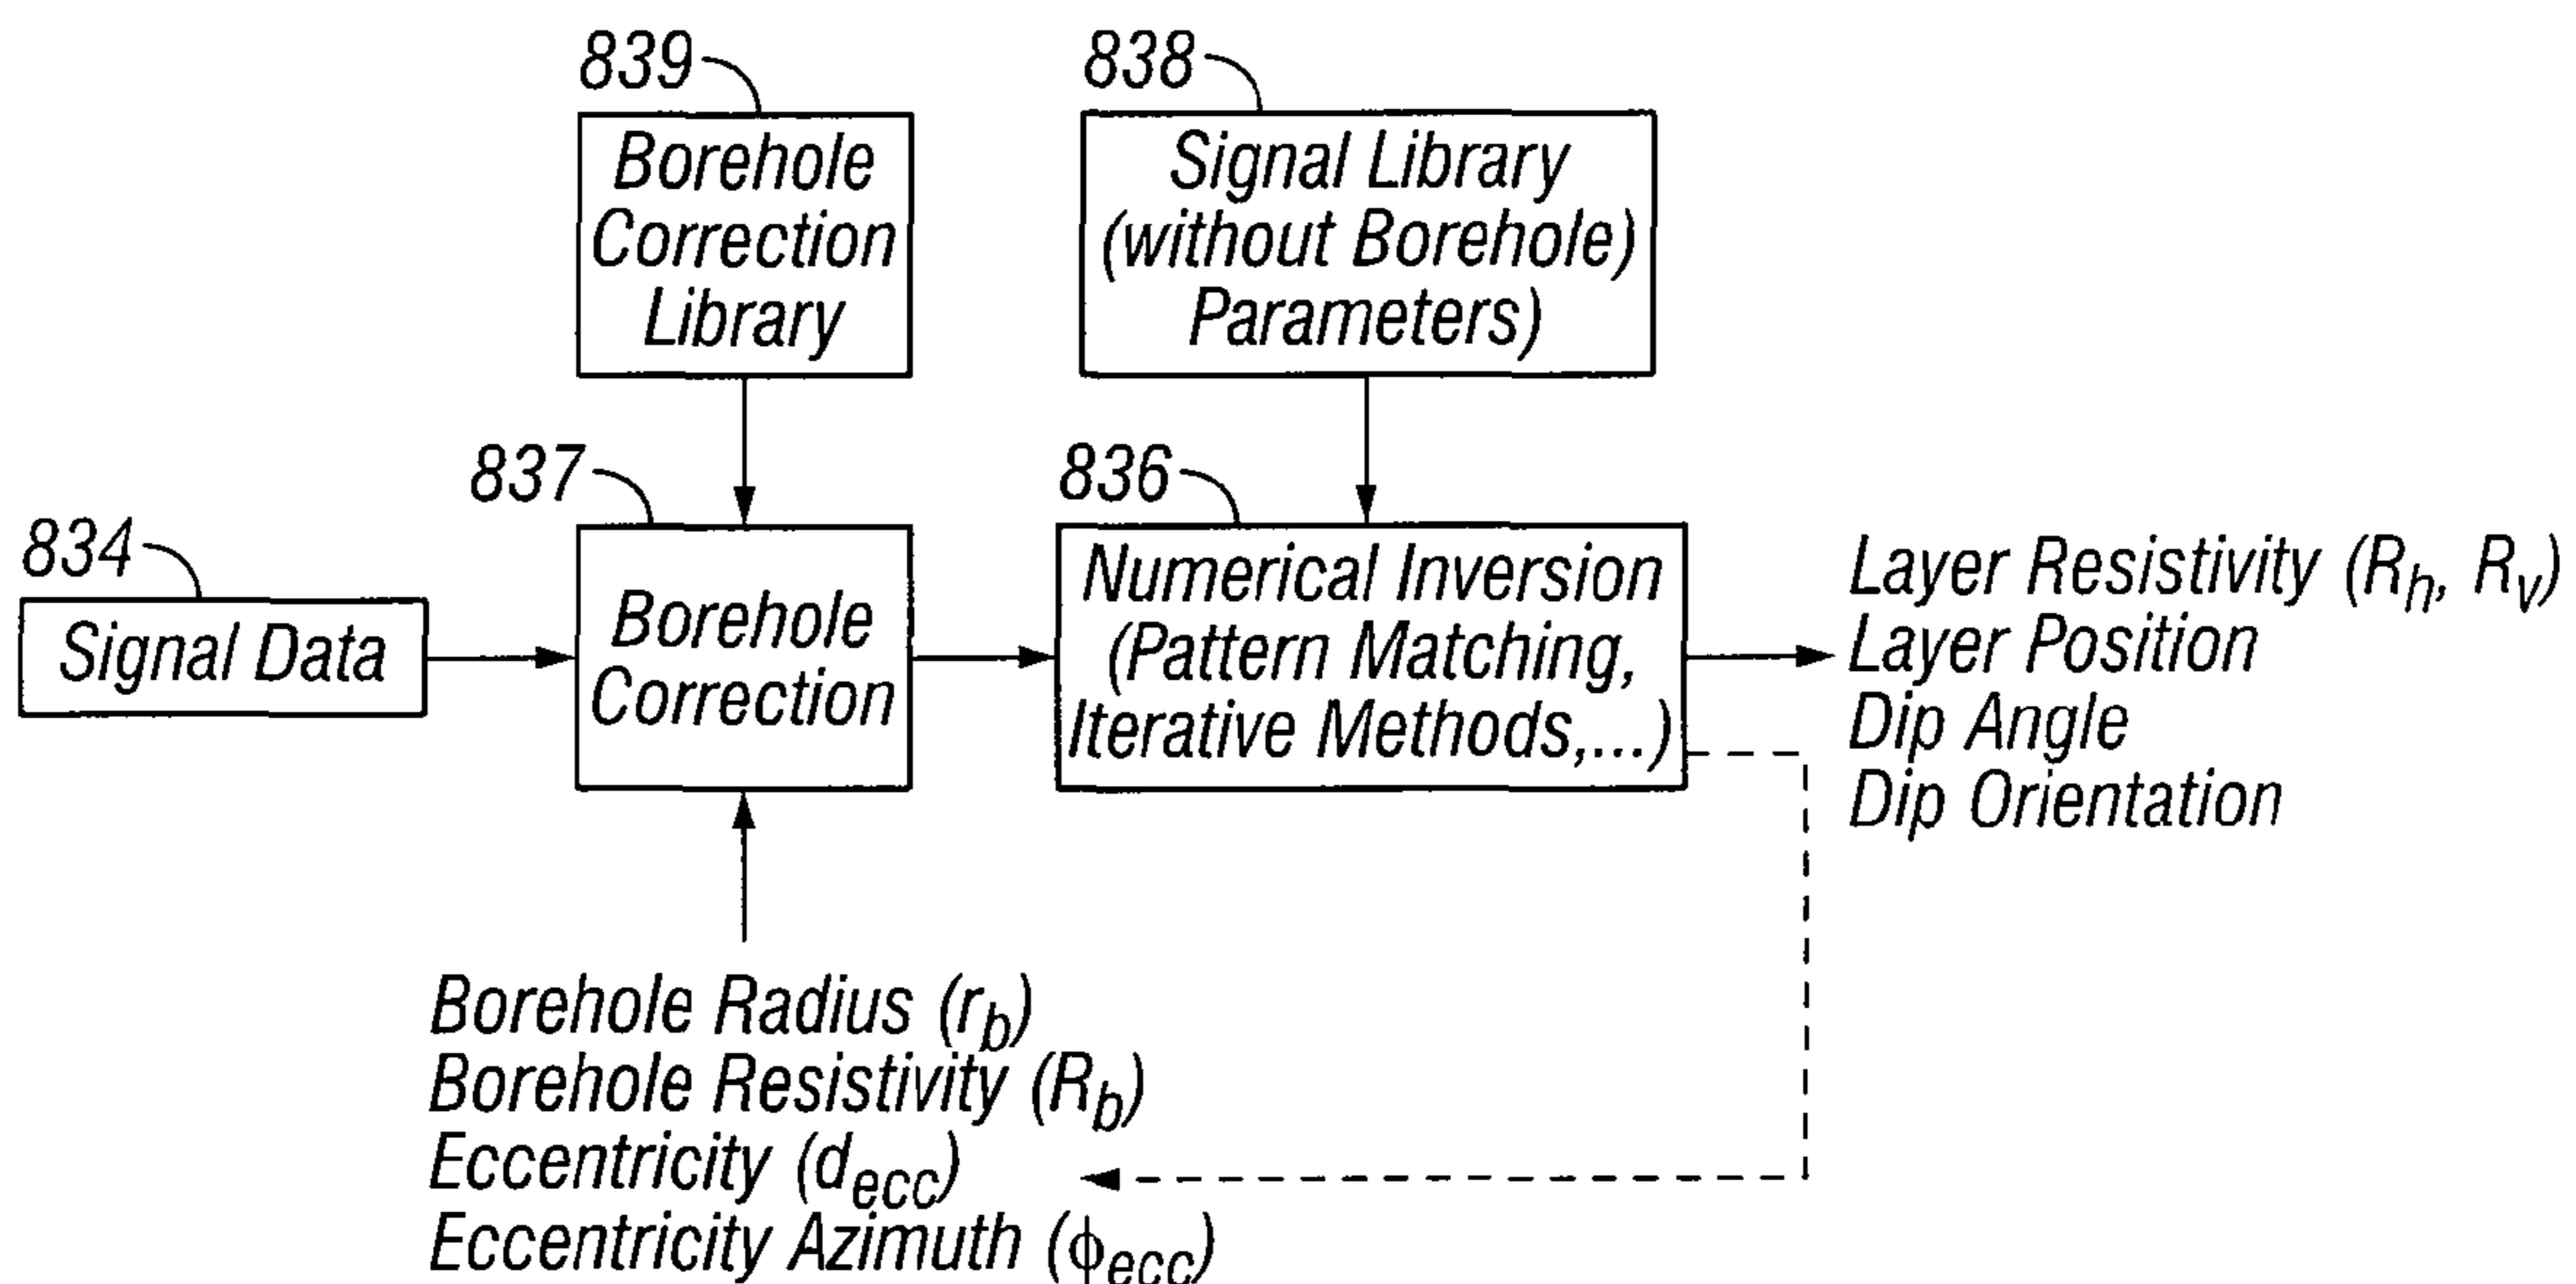 839
Borehole
Correction
Library
838
Signal Library
(without Borehole)
Parameters)
834
Signal Data
837
Borehole
Correction
836
Numerical Inversion
(Pattern Matching,
Iterative Methods,...)
Layer Resistivity (Rh, Rv)
Layer Position
Dip Angle
Dip Orientation
Borehole Radius (rb)
Borehole Resistivity (Rb)
Eccentricity (decc)
Eccentricity Azimuth (ϕecc)